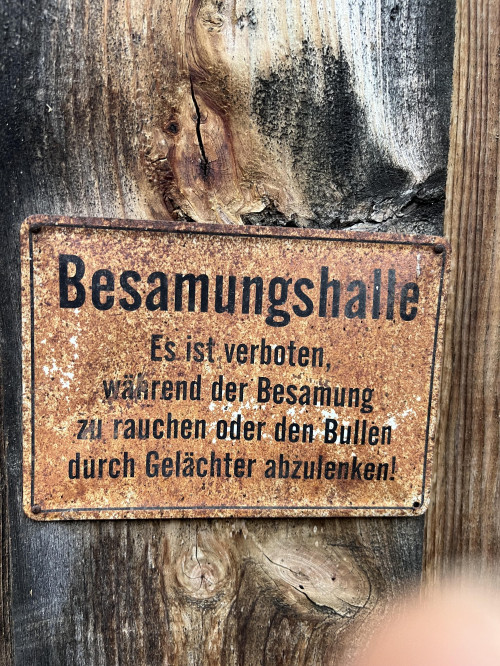 Besamungshalle
Es ist verboten,
während der Besamung
zu rauchen oder den Bullen
durch Gelächter abzulenken!